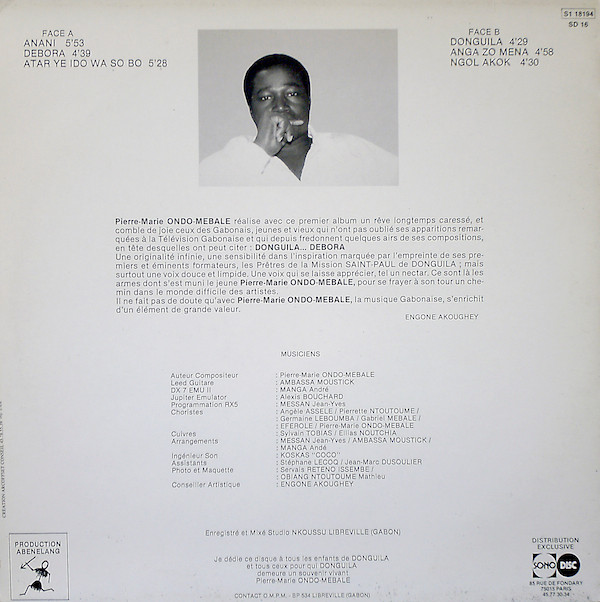 S1 18194
SD 16
FACE A
ANANI 5'53
DEBORA 4'39
ATAR YE IDO WA SO BO 5'28
FACE B
DONGUILA 4'29
ANGA ZO MENA 4'58
NGOL AKOK 4'30
Pierre-Marie ONDO-MEBALE réalise avec ce premier album un rêve longtemps caressé, et
comble de joie ceux des Gabonais, jeunes et vieux qui n'ont pas oublié ses apparitions remar-
quées à la Télévision Gabonaise et qui depuis fredonnent quelques airs de ses compositions,
en tête desquelles ont peut citer : DONGUILA... DEBORA
Une originalité infinie, une sensibilité dans l'inspiration marquée par l'empreinte de ses pre-
miers et éminents formateurs, les Prêtres de la Mission SAINT-PAUL de DONGUILA ; mais
surtout une voix douce et limpide. Une voix qui se laisse apprécier, tel un nectar. Ce sont là les
armes dont s'est muni le jeune Pierre-Marie ONDO-MEBALE, pour se frayer à son tour un che-
min dans le monde difficile des artistes.
Il ne fait pas de doute qu'avec Pierre-Marie ONDO-MEBALE, la musique Gabonaise, s'enrichit
d'un élément de grande valeur.
ENGONE AKOUGHEY
MUSICIENS
Auteur Compositeur : Pierre-Marie ONDO-MEBALE
Leed Guitare : AMBASSA MOUSTICK
DX 7 EMU II : MANGA André
Jupiter Emulator : Alexis BOUCHARD
Programmation RX5 : MESSAN Jean-Yves
Choristes : Angèle ASSELE / Pierrette NTOUTOUME /
: Germaine LEBOUMBA / Gabriel MEBALE /
: EFEROLE / Pierre-Marie ONDO-MEBALE
Cuivres : Sylvain TOBIAS / Ellias NOUTCHIA
Arrangements : MESSAN Jean-Yves / AMBASSA MOUSTICK /
: MANGA Andé
Ingénieur Son : KOSKAS "COCO"
Assistants : Stéphane LECOQ / Jean-Marc DUSOULIER
Photo et Maquette : Servais RETENO ISSEMBE /
: OBIANG NTOUTOUME Mathieu
Conseiller Artistique : ENGONE AKOUGHEY
Enregistré et Mixé Studio NKOUSSU LIBREVILLE (GABON)
PRODUCTION
ABENELANG
Je dédie ce disque à tous les enfants de DONGUILA
et tous ceux pour qui DONGUILA
demeure un souvenir vivant
Pierre-Marie ONDO-MEBALE
CONTACT O.M.P.M. - BP 534 LIBREVILLE (GABON)
DISTRIBUTION
EXCLUSIVE
SONO DISC
85 RUE DE FONDARY
75015 PARIS
45.77.30.34